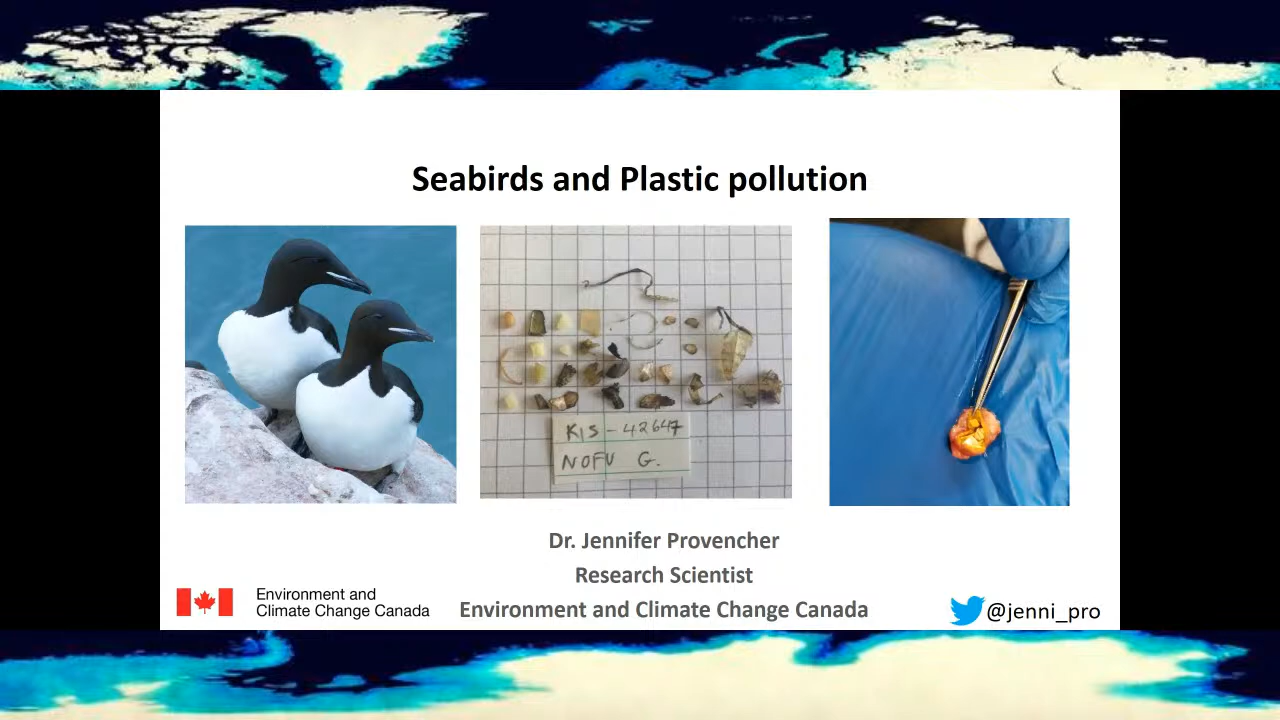 Seabirds and Plastic pollution
KIS-42647
NOFU G.
Dr. Jennifer Provencher
Research Scientist
Environment and Climate Change Canada
Environment and
Climate Change Canada
@jenni_pro